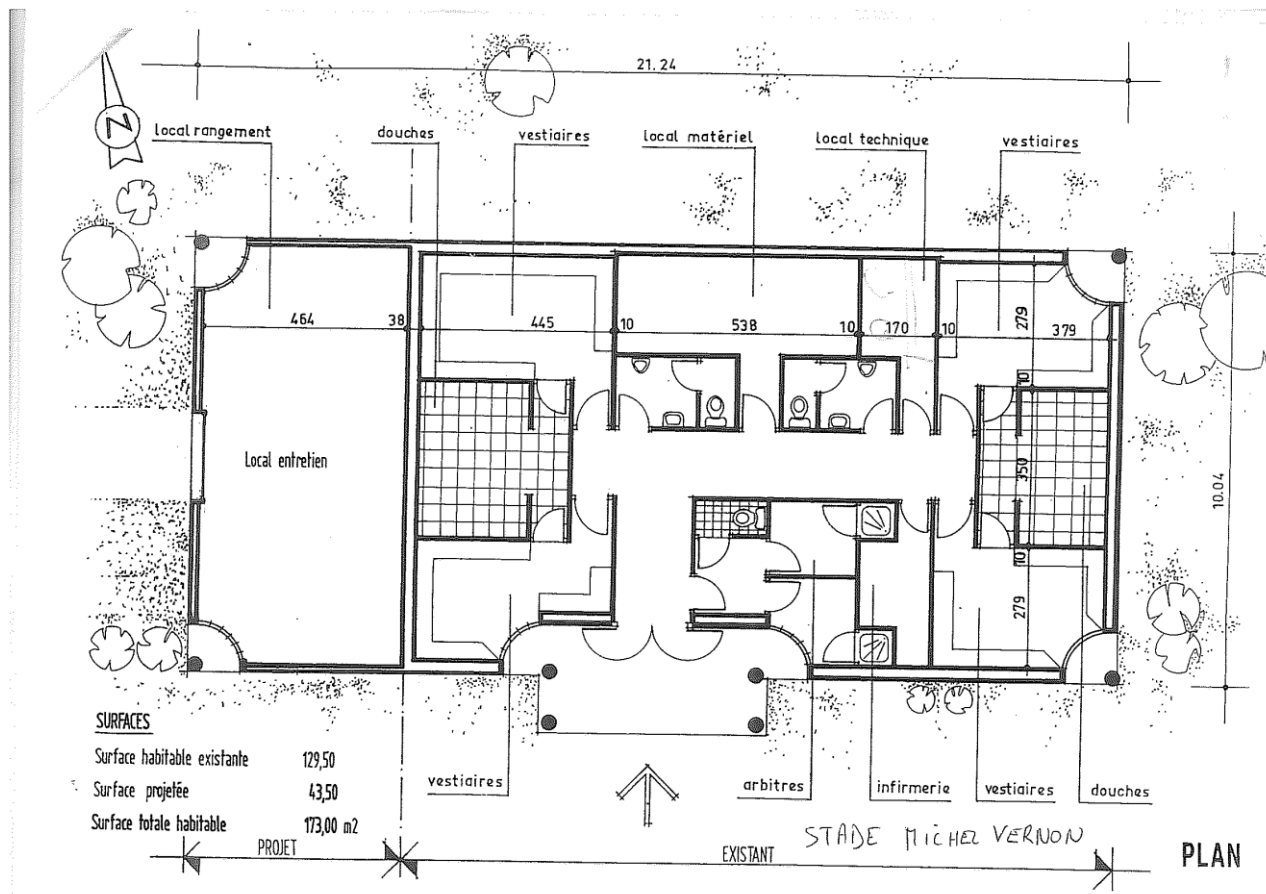 21.24
N
local rangement
douches
vestiaires
local matériel
local technique
vestiaires
464
38
445
10
538
10
170
10
279
379
10
Local entretien
350
10.04
10
279
SURFACES
Surface habitable existante 129,50
Surface projetée 43,50
Surface totale habitable 173,00 m2
vestiaires
arbitres
infirmerie
vestiaires
douches
STADE MICHEL VERNON
PROJET
EXISTANT
PLAN